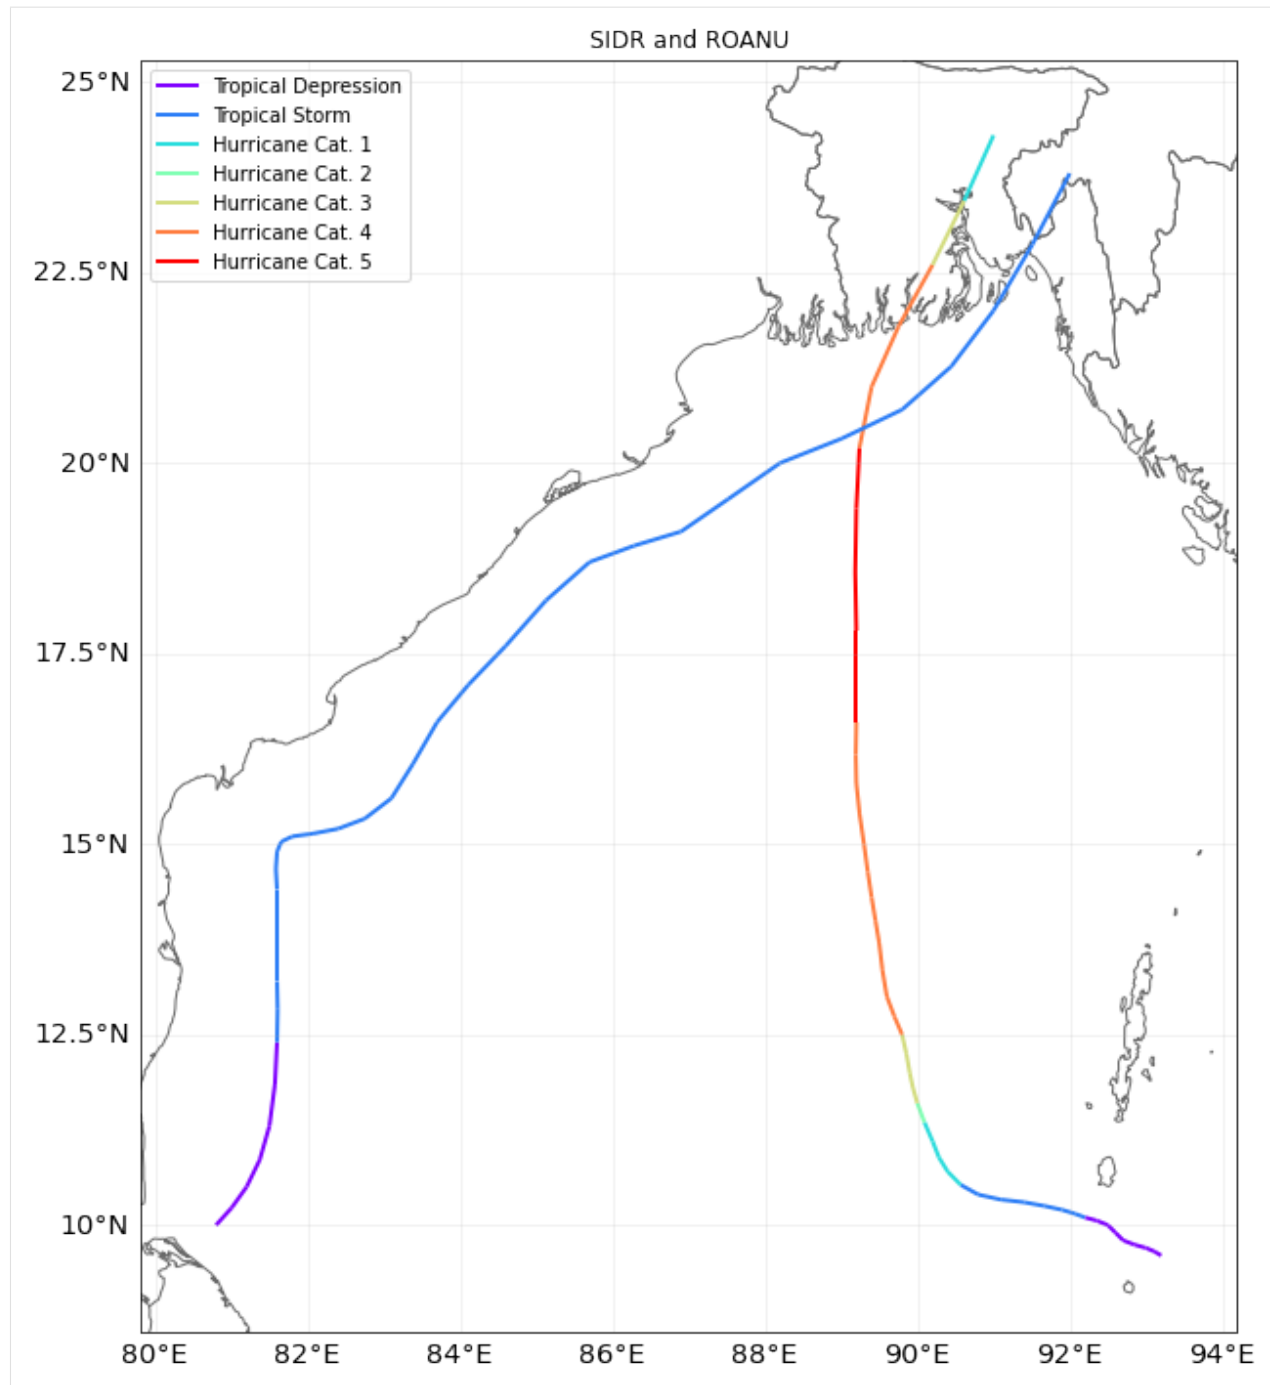 SIDR and ROANU
Tropical Depression
Tropical Storm
Hurricane Cat. 1
Hurricane Cat. 2
Hurricane Cat. 3
Hurricane Cat. 4
Hurricane Cat. 5
25°N
22.5°N
20°N
17.5°N
15°N
12.5°N
10°N
80°E 82°E 84°E 86°E 88°E 90°E 92°E 94°E